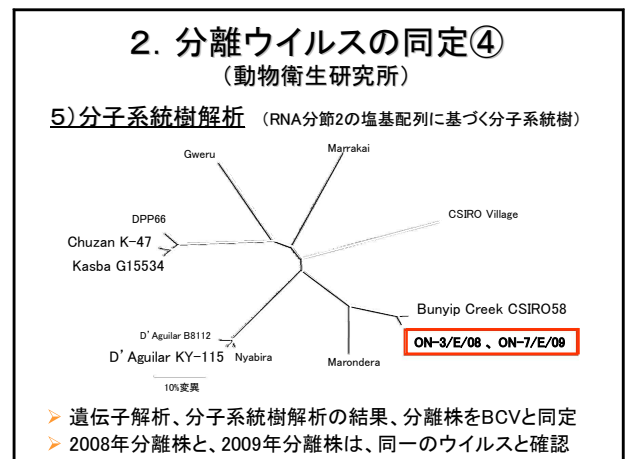 2．分離ウイルスの同定④
（動物衛生研究所）
5）分子系統樹解析 （RNA分節2の塩基配列に基づく分子系統樹）
Gweru
Marrakai
CSIRO Village
DPP66
Chuzan K-47
Kasba G15534
Bunyip Creek CSIRO58
ON-3/E/08 、ON-7/E/09
D'Aguilar B8112
D'Aguilar KY-115
Nyabira
Marondera
10%変異
➢ 遺伝子解析、分子系統樹解析の結果、分離株をBCVと同定
➢ 2008年分離株と、2009年分離株は、同一のウイルスと確認